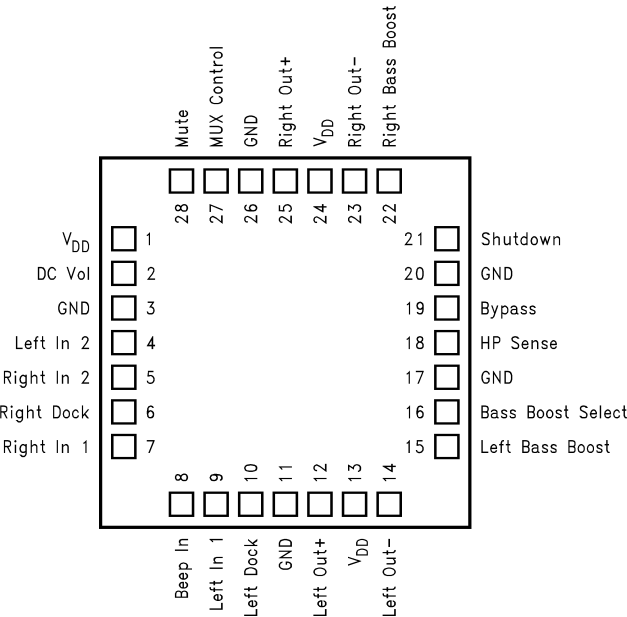 Mute
MUX Control
GND
Right Out+
VDD
Right Out−
Right Bass Boost
28
27
26
25
24
23
22
VDD 1
DC Vol 2
GND 3
Left In 2 4
Right In 2 5
Right Dock 6
Right In 1 7
21 Shutdown
20 GND
19 Bypass
18 HP Sense
17 GND
16 Bass Boost Select
15 Left Bass Boost
8
9
10
11
12
13
14
Beep In
Left In 1
Left Dock
GND
Left Out+
VDD
Left Out−